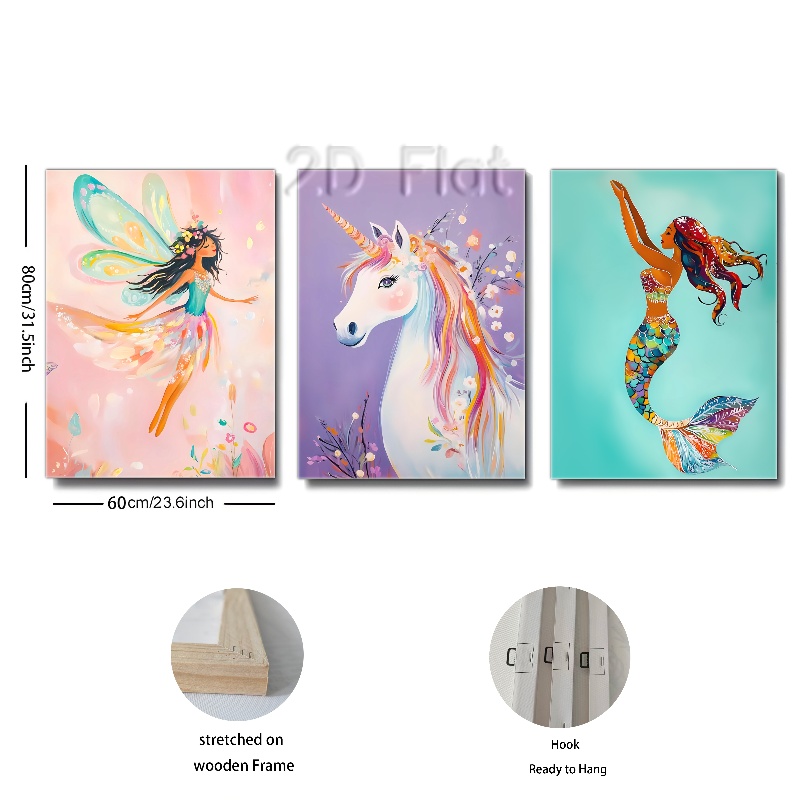 2D Flat
80cm/31.5inch
60cm/23.6inch
stretched on
wooden Frame
Hook
Ready to Hang